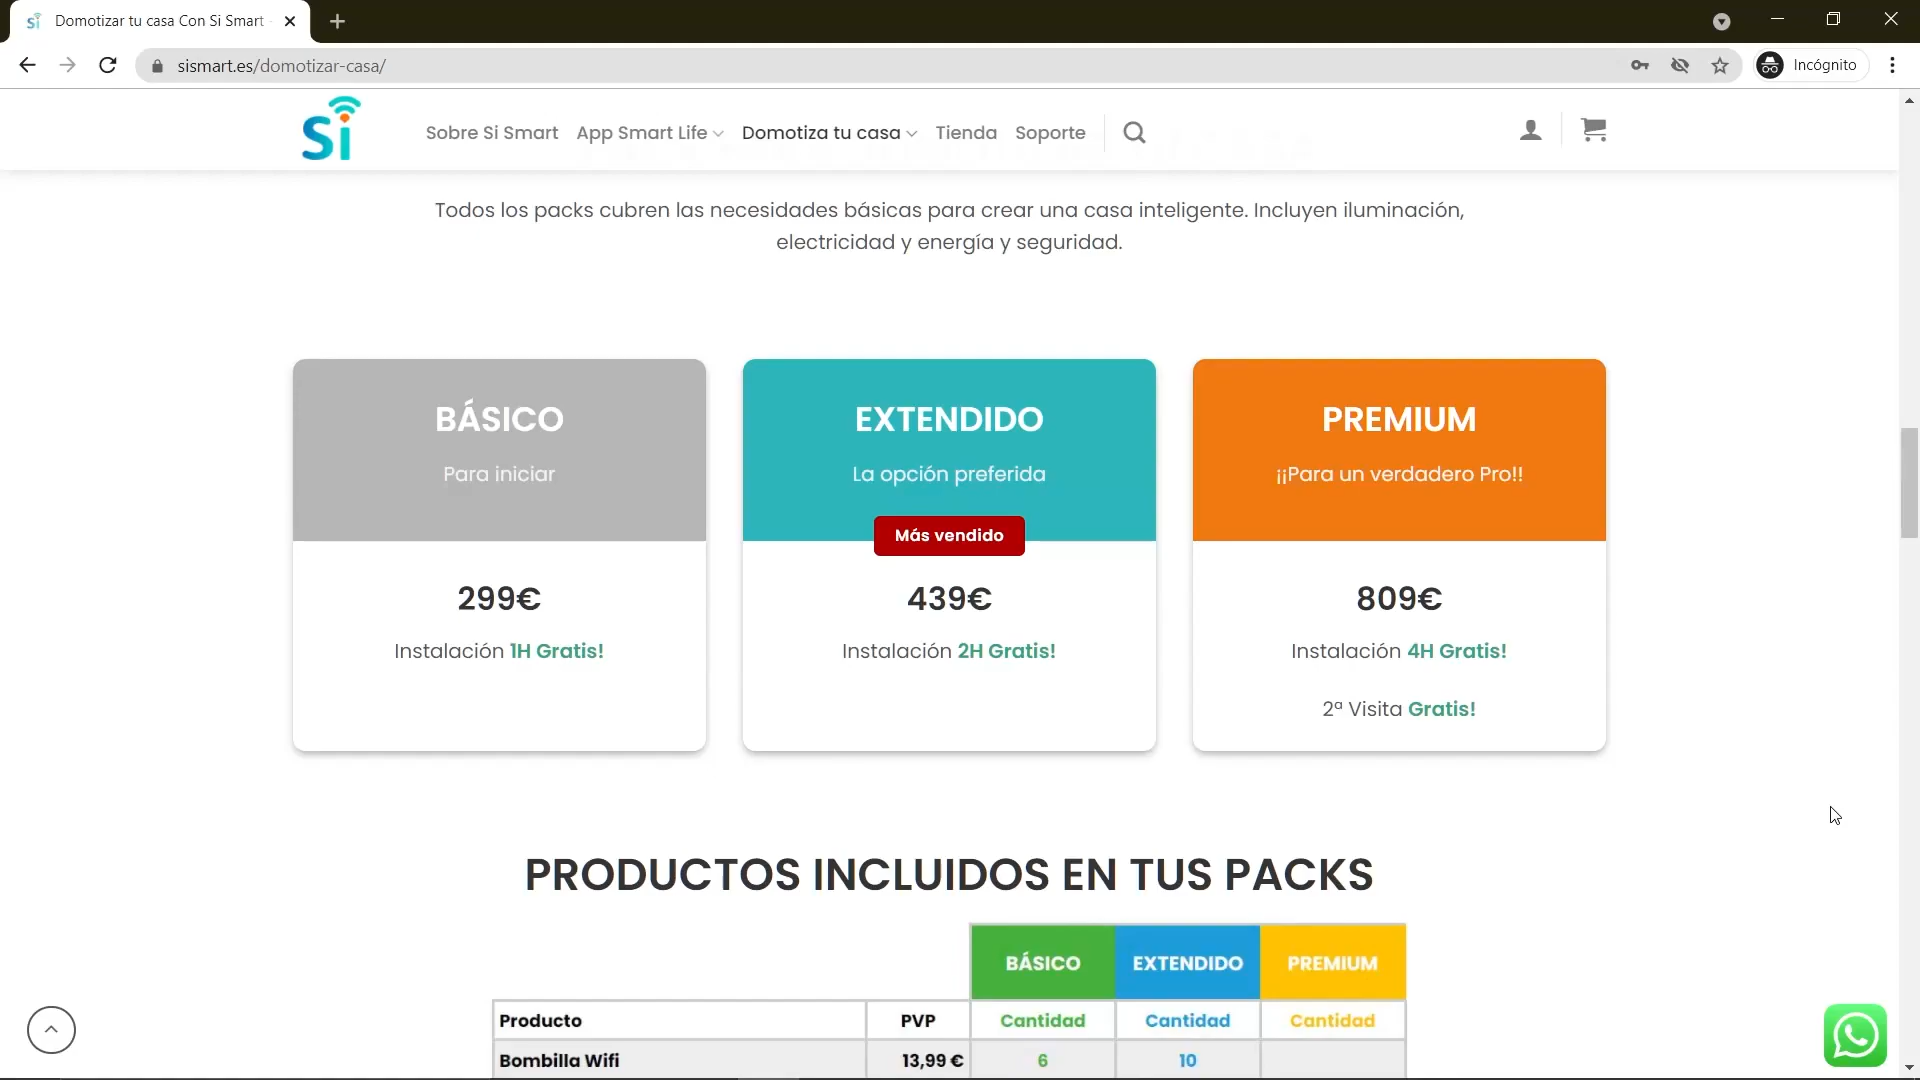 Domotizar tu casa Con Si Smart
sismart.es/domotizar-casa/
Incógnito
Si
Sobre Si Smart
App Smart Life
Domotiza tu casa
Tienda
Soporte
Todos los packs cubren las necesidades básicas para crear una casa inteligente. Incluyen iluminación,
electricidad y energía y seguridad.
BÁSICO
Para iniciar
299€
Instalación 1H Gratis!
EXTENDIDO
La opción preferida
Más vendido
439€
Instalación 2H Gratis!
PREMIUM
¡¡Para un verdadero Pro!!
809€
Instalación 4H Gratis!
2ª Visita Gratis!
PRODUCTOS INCLUIDOS EN TUS PACKS
BÁSICO EXTENDIDO PREMIUM
Producto PVP Cantidad Cantidad Cantidad
Bombilla Wifi 13,99 € 6 10